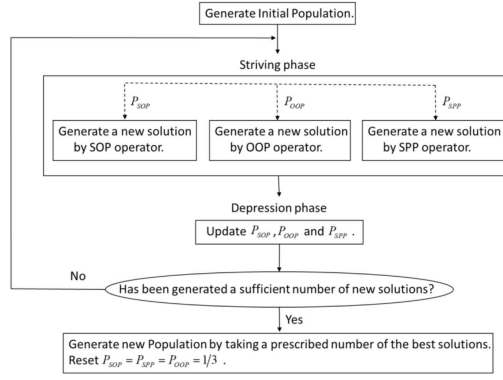 Generate Initial Population.
Striving phase
P_SOP
P_OOP
P_SPP
Generate a new solution
by SOP operator.
Generate a new solution
by OOP operator.
Generate a new solution
by SPP operator.
Depression phase
Update P_SOP , P_OOP and P_SPP .
No
Has been generated a sufficient number of new solutions?
Yes
Generate new Population by taking a prescribed number of the best solutions.
Reset P_SOP = P_SPP = P_OOP = 1/3 .